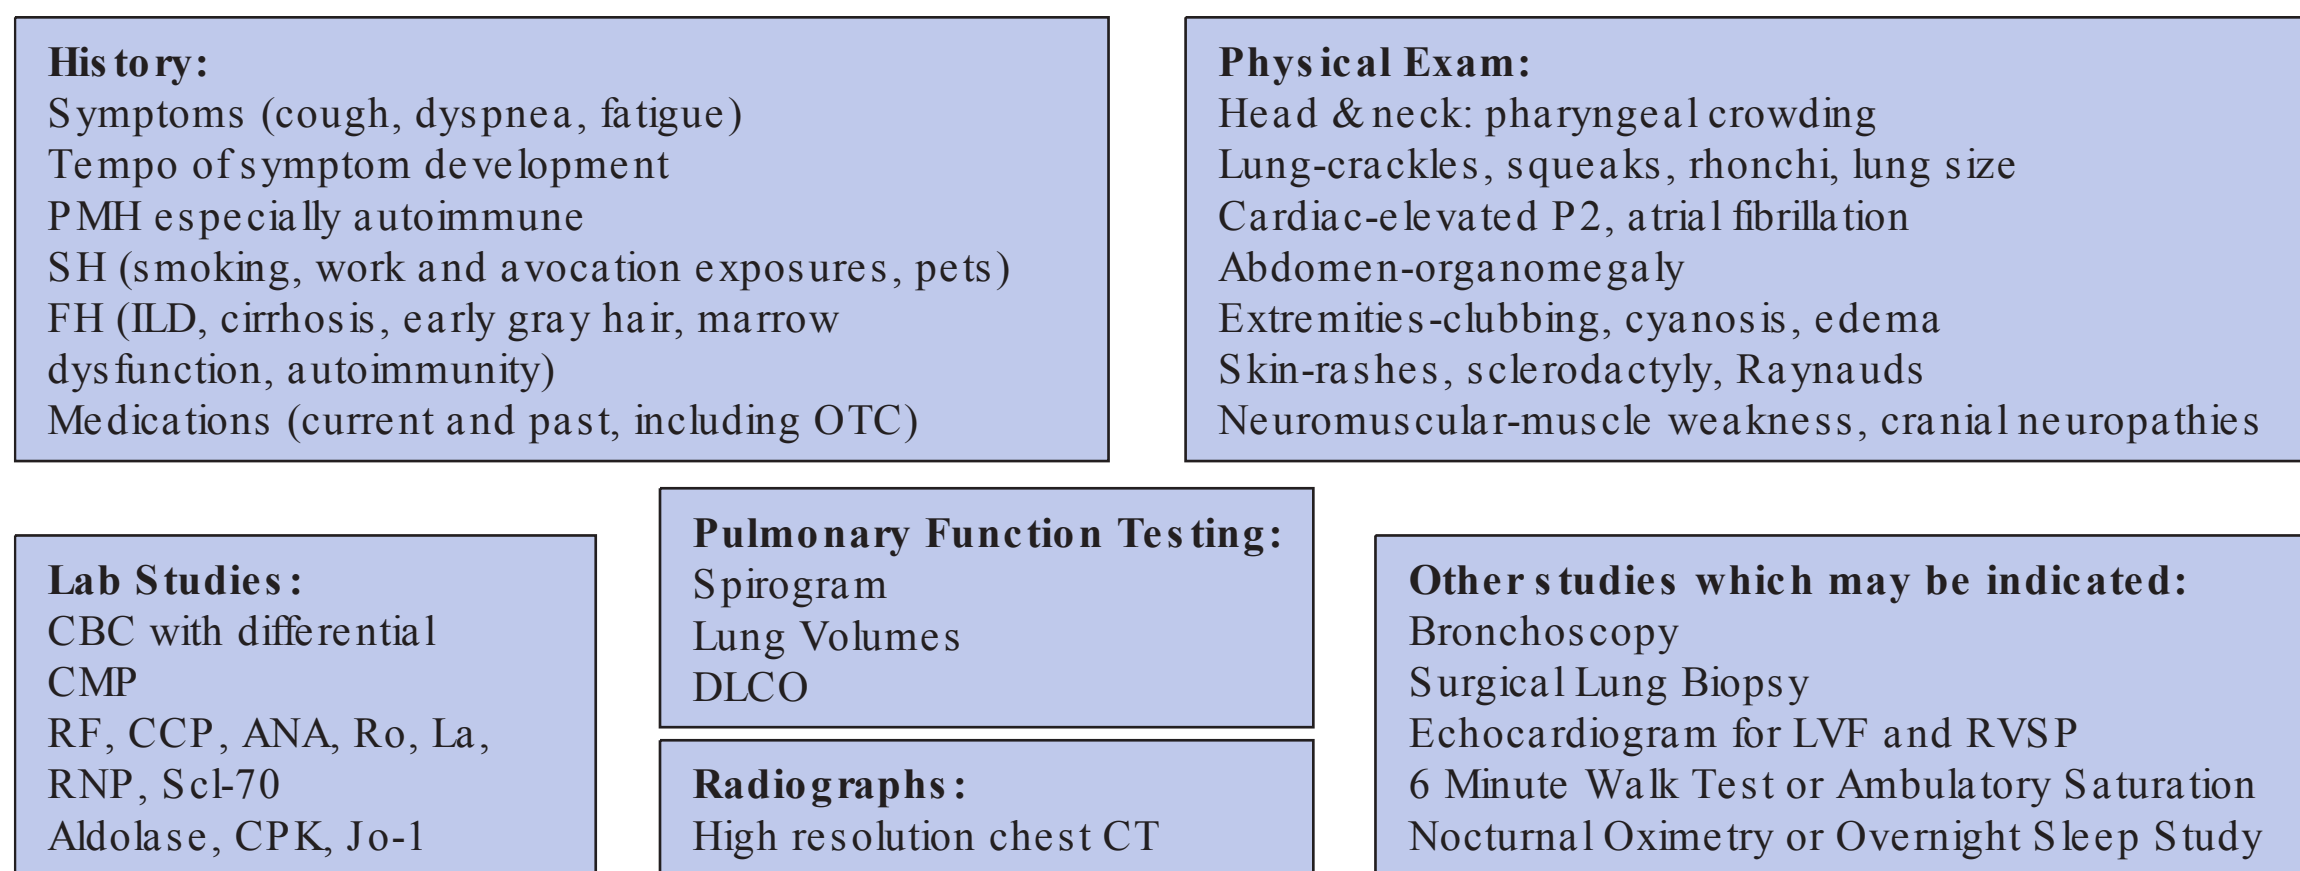 History:
Symptoms (cough, dyspnea, fatigue)
Tempo of symptom development
PMH especially autoimmune
SH (smoking, work and avocation exposures, pets)
FH (ILD, cirrhosis, early gray hair, marrow
dysfunction, autoimmunity)
Medications (current and past, including OTC)
Physical Exam:
Head & neck: pharyngeal crowding
Lung-crackles, squeaks, rhonchi, lung size
Cardiac-elevated P2, atrial fibrillation
Abdomen-organomegaly
Extremities-clubbing, cyanosis, edema
Skin-rashes, sclerodactyly, Raynauds
Neuromuscular-muscle weakness, cranial neuropathies
Lab Studies:
CBC with differential
CMP
RF, CCP, ANA, Ro, La,
RNP, Scl-70
Aldolase, CPK, Jo-1
Pulmonary Function Testing:
Spirogram
Lung Volumes
DLCO
Radiographs:
High resolution chest CT
Other studies which may be indicated:
Bronchoscopy
Surgical Lung Biopsy
Echocardiogram for LVF and RVSP
6 Minute Walk Test or Ambulatory Saturation
Nocturnal Oximetry or Overnight Sleep Study